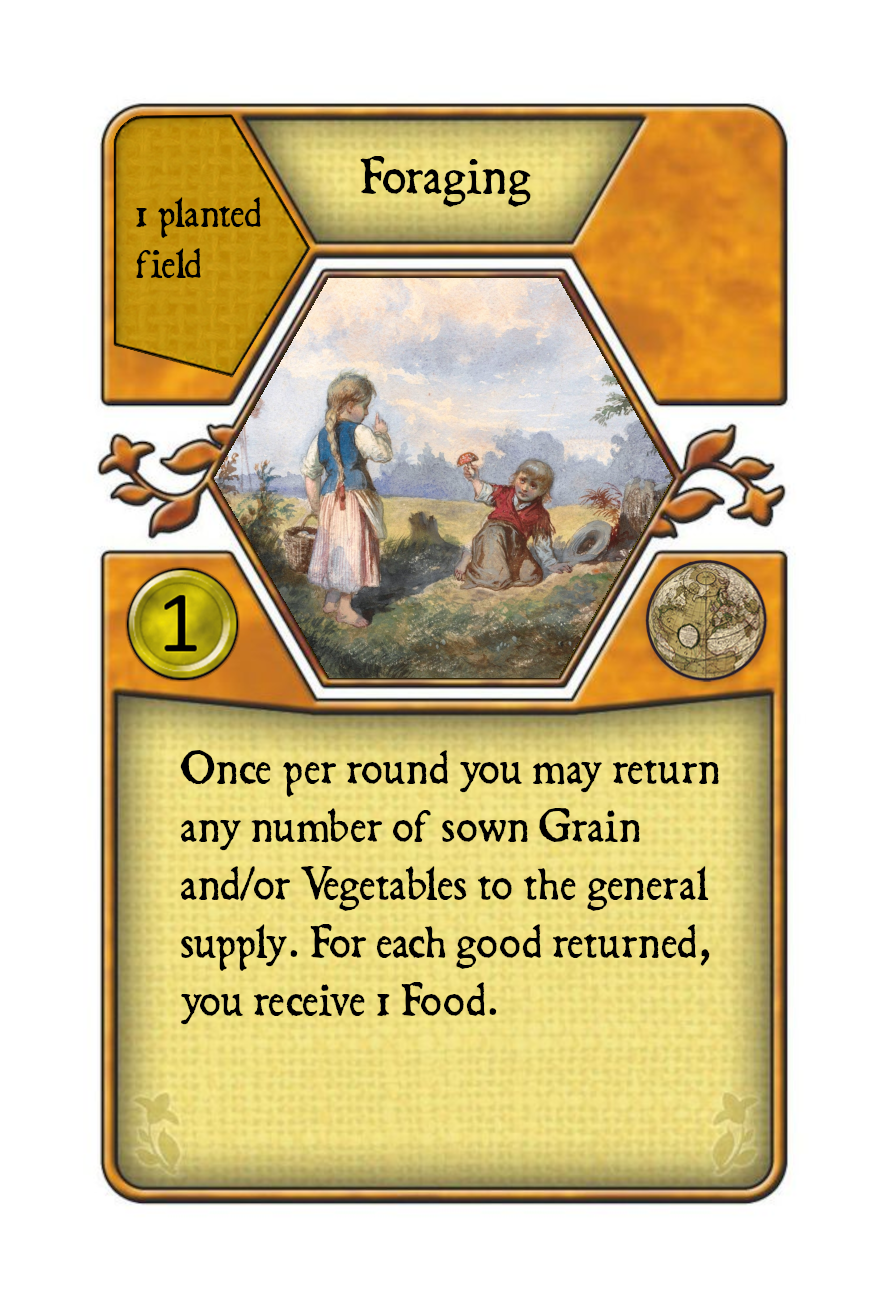 Foraging
1 planted
field
1
Once per round you may return
any number of sown Grain
and/or Vegetables to the general
supply. For each good returned,
you receive 1 Food.